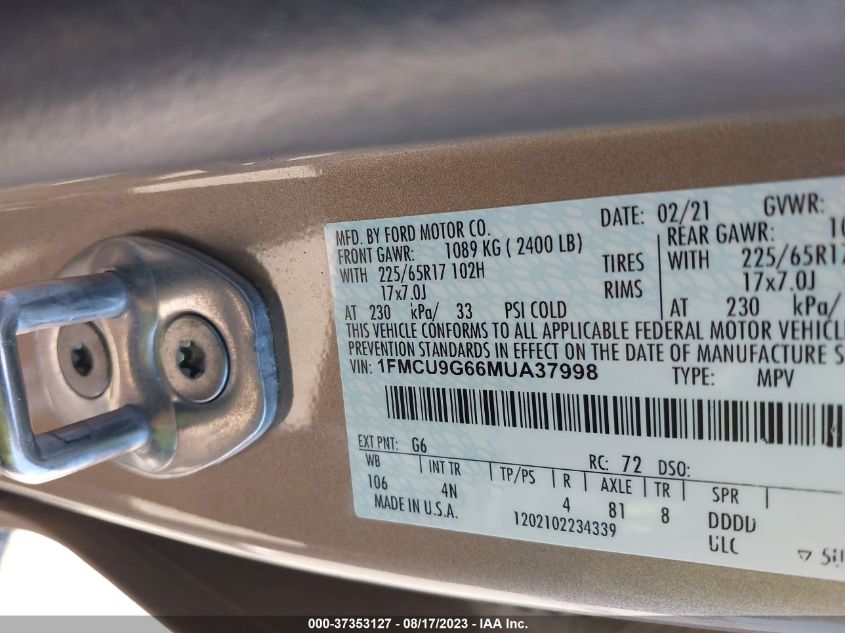 MFD. BY FORD MOTOR CO. DATE: 02/21 GVWR:
FRONT GAWR: 1089 KG ( 2400 LB) REAR GAWR: 10
WITH 225/65R17 102H TIRES WITH 225/65R17
17x7.0J RIMS 17x7.0J
AT 230 kPa/ 33 PSI COLD AT 230 kPa/
THIS VEHICLE CONFORMS TO ALL APPLICABLE FEDERAL MOTOR VEHICLE
PREVENTION STANDARDS IN EFFECT ON THE DATE OF MANUFACTURE S
VIN: 1FMCU9G66MUA37998 TYPE: MPV
EXT PNT: G6 RC: 72 DSO:
WB INT TR TP/PS R AXLE TR SPR
106 4N 4 81 8 DDDD
MADE IN U.S.A. 1202102234339 ULC
000-37353127 - 08/17/2023 - IAA Inc.